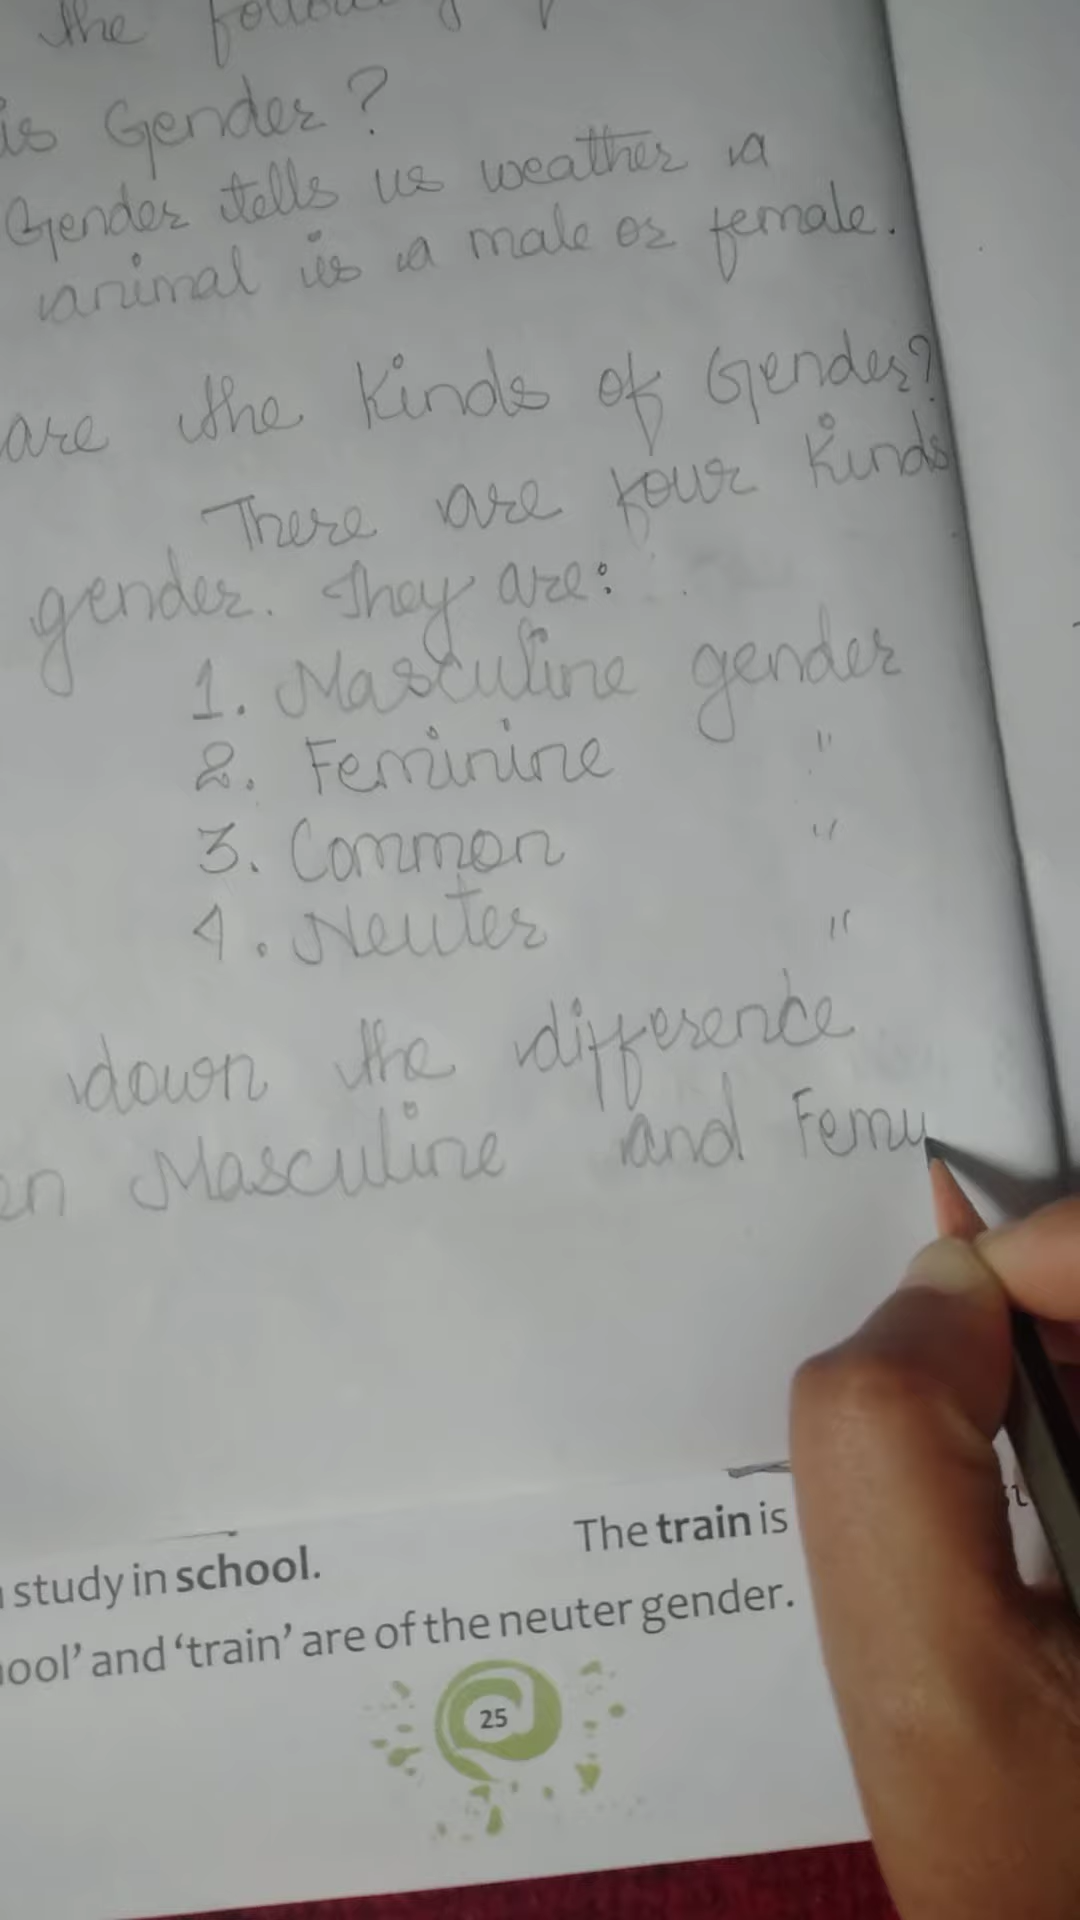 the following
is Gender?
Gender tells us weather a
animal is a male or female.
are the Kinds of Gender?
There are four Kinds
gender. They are:
1. Masculine gender
2. Feminine "
3. Common "
4. Neuter "
down the difference
en Masculine and Femi
study in school. The train is
ool' and 'train' are of the neuter gender.
25